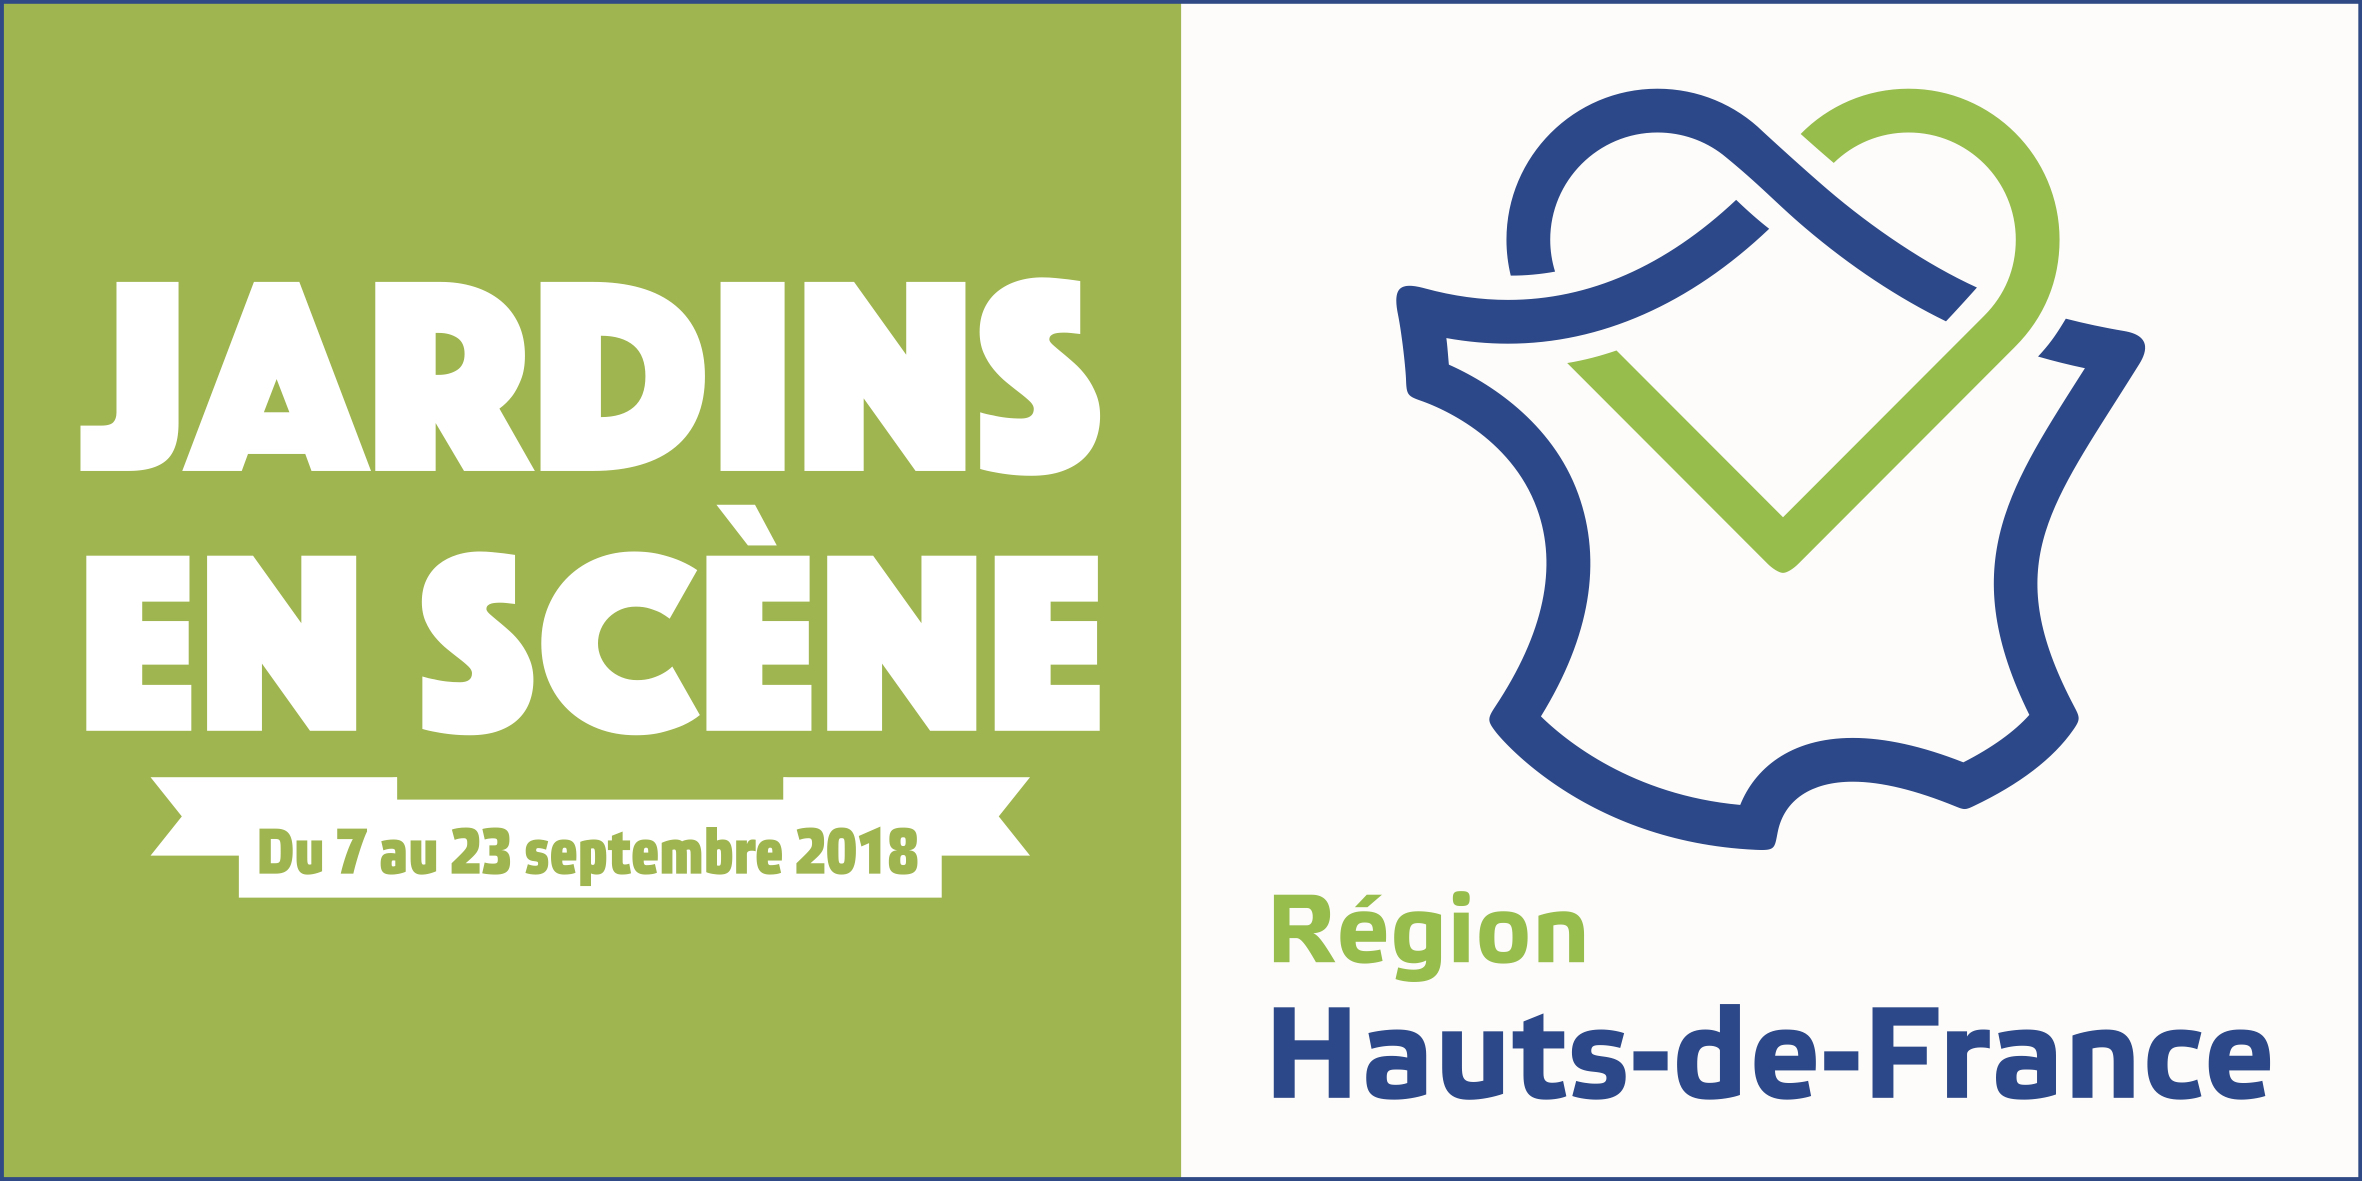 JARDINS
EN SCÈNE
Du 7 au 23 septembre 2018
Région
Hauts-de-France